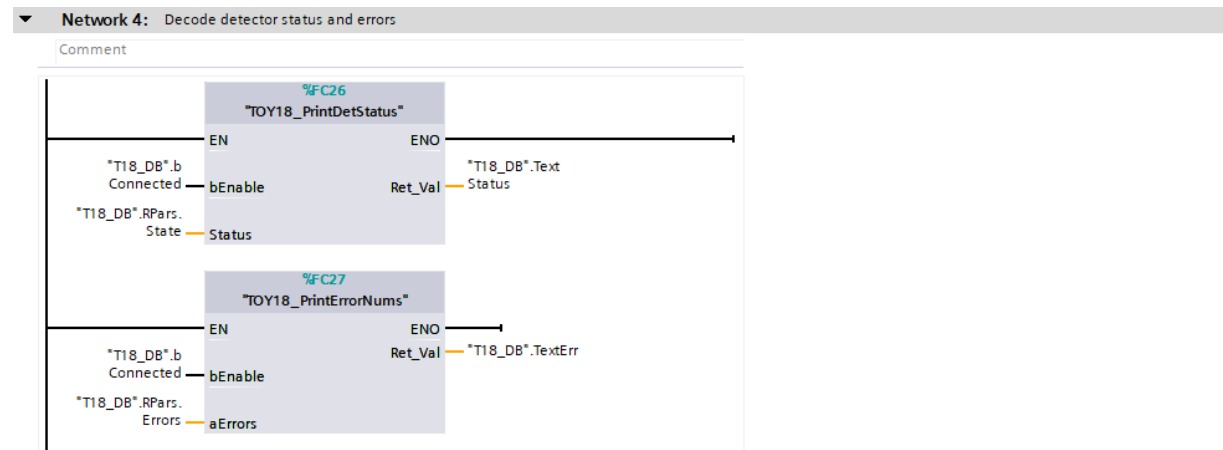 Network 4: Decode detector status and errors
Comment
%FC26
"TOY18_PrintDetStatus"
EN ENO
"T18_DB".b
Connected
bEnable
Ret_Val
"T18_DB".Text
Status
"T18_DB".RPars.
State
Status
%FC27
"TOY18_PrintErrorNums"
EN ENO
Ret_Val
"T18_DB".TextErr
"T18_DB".b
Connected
bEnable
"T18_DB".RPars.
Errors
aErrors